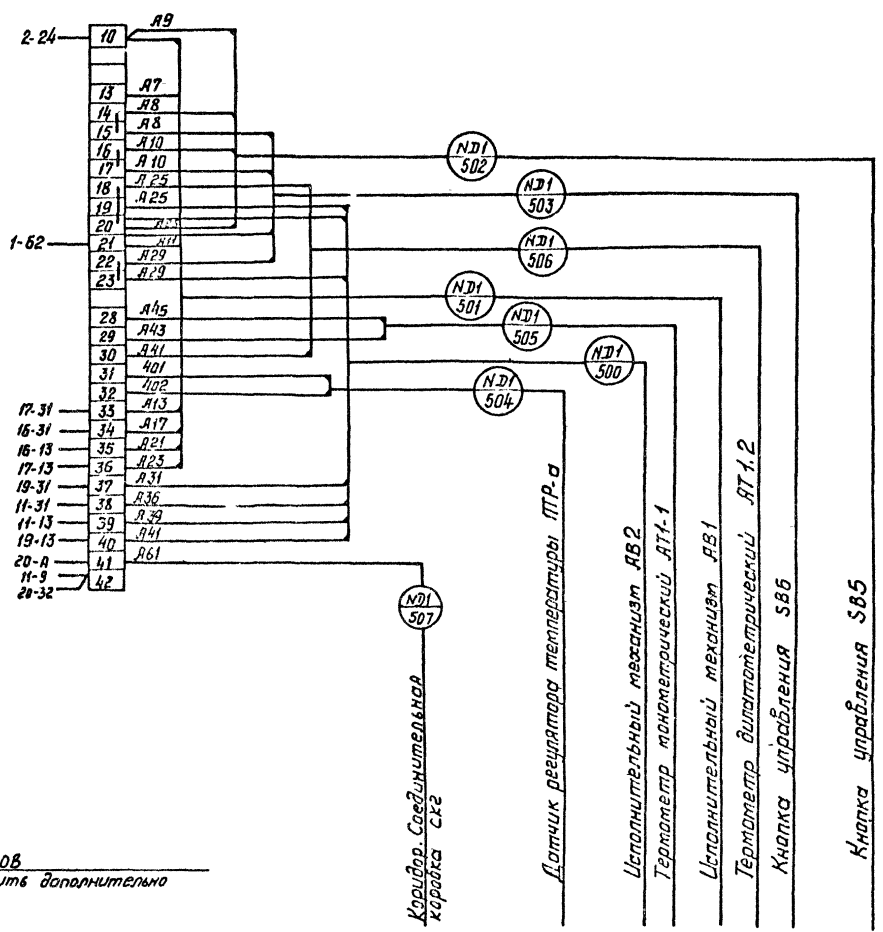 2-24 10 А9
13 А7
14 А8
15 А8
16 А10
17 А10
18 А25
19 А25
20
1-62 21 А11
22 А29
23 А29
28 А45
29 А43
30 А41
31 401
32 402
17-31 33 А13
16-31 34 А17
16-13 35 А21
17-13 36 А23
19-31 37 А31
11-31 38 А36
11-13 39 А39
19-13 40 А41
20-А 41 А61
11-9 42
20-32
ND1 502
ND1 503
ND1 506
ND1 501
ND1 505
ND1 500
ND1 504
ND1 507
Коридор. Соединительная
коробка СК2
Датчик регулятора температуры ПТР-а
Исполнительный механизм АВ2
Термометр монометрический АТ1-1
Исполнительный механизм АВ1
Термометр дилатометрический АТ1.2
Кнопка управления SB6
Кнопка управления SB5
ов
ить дополнительно